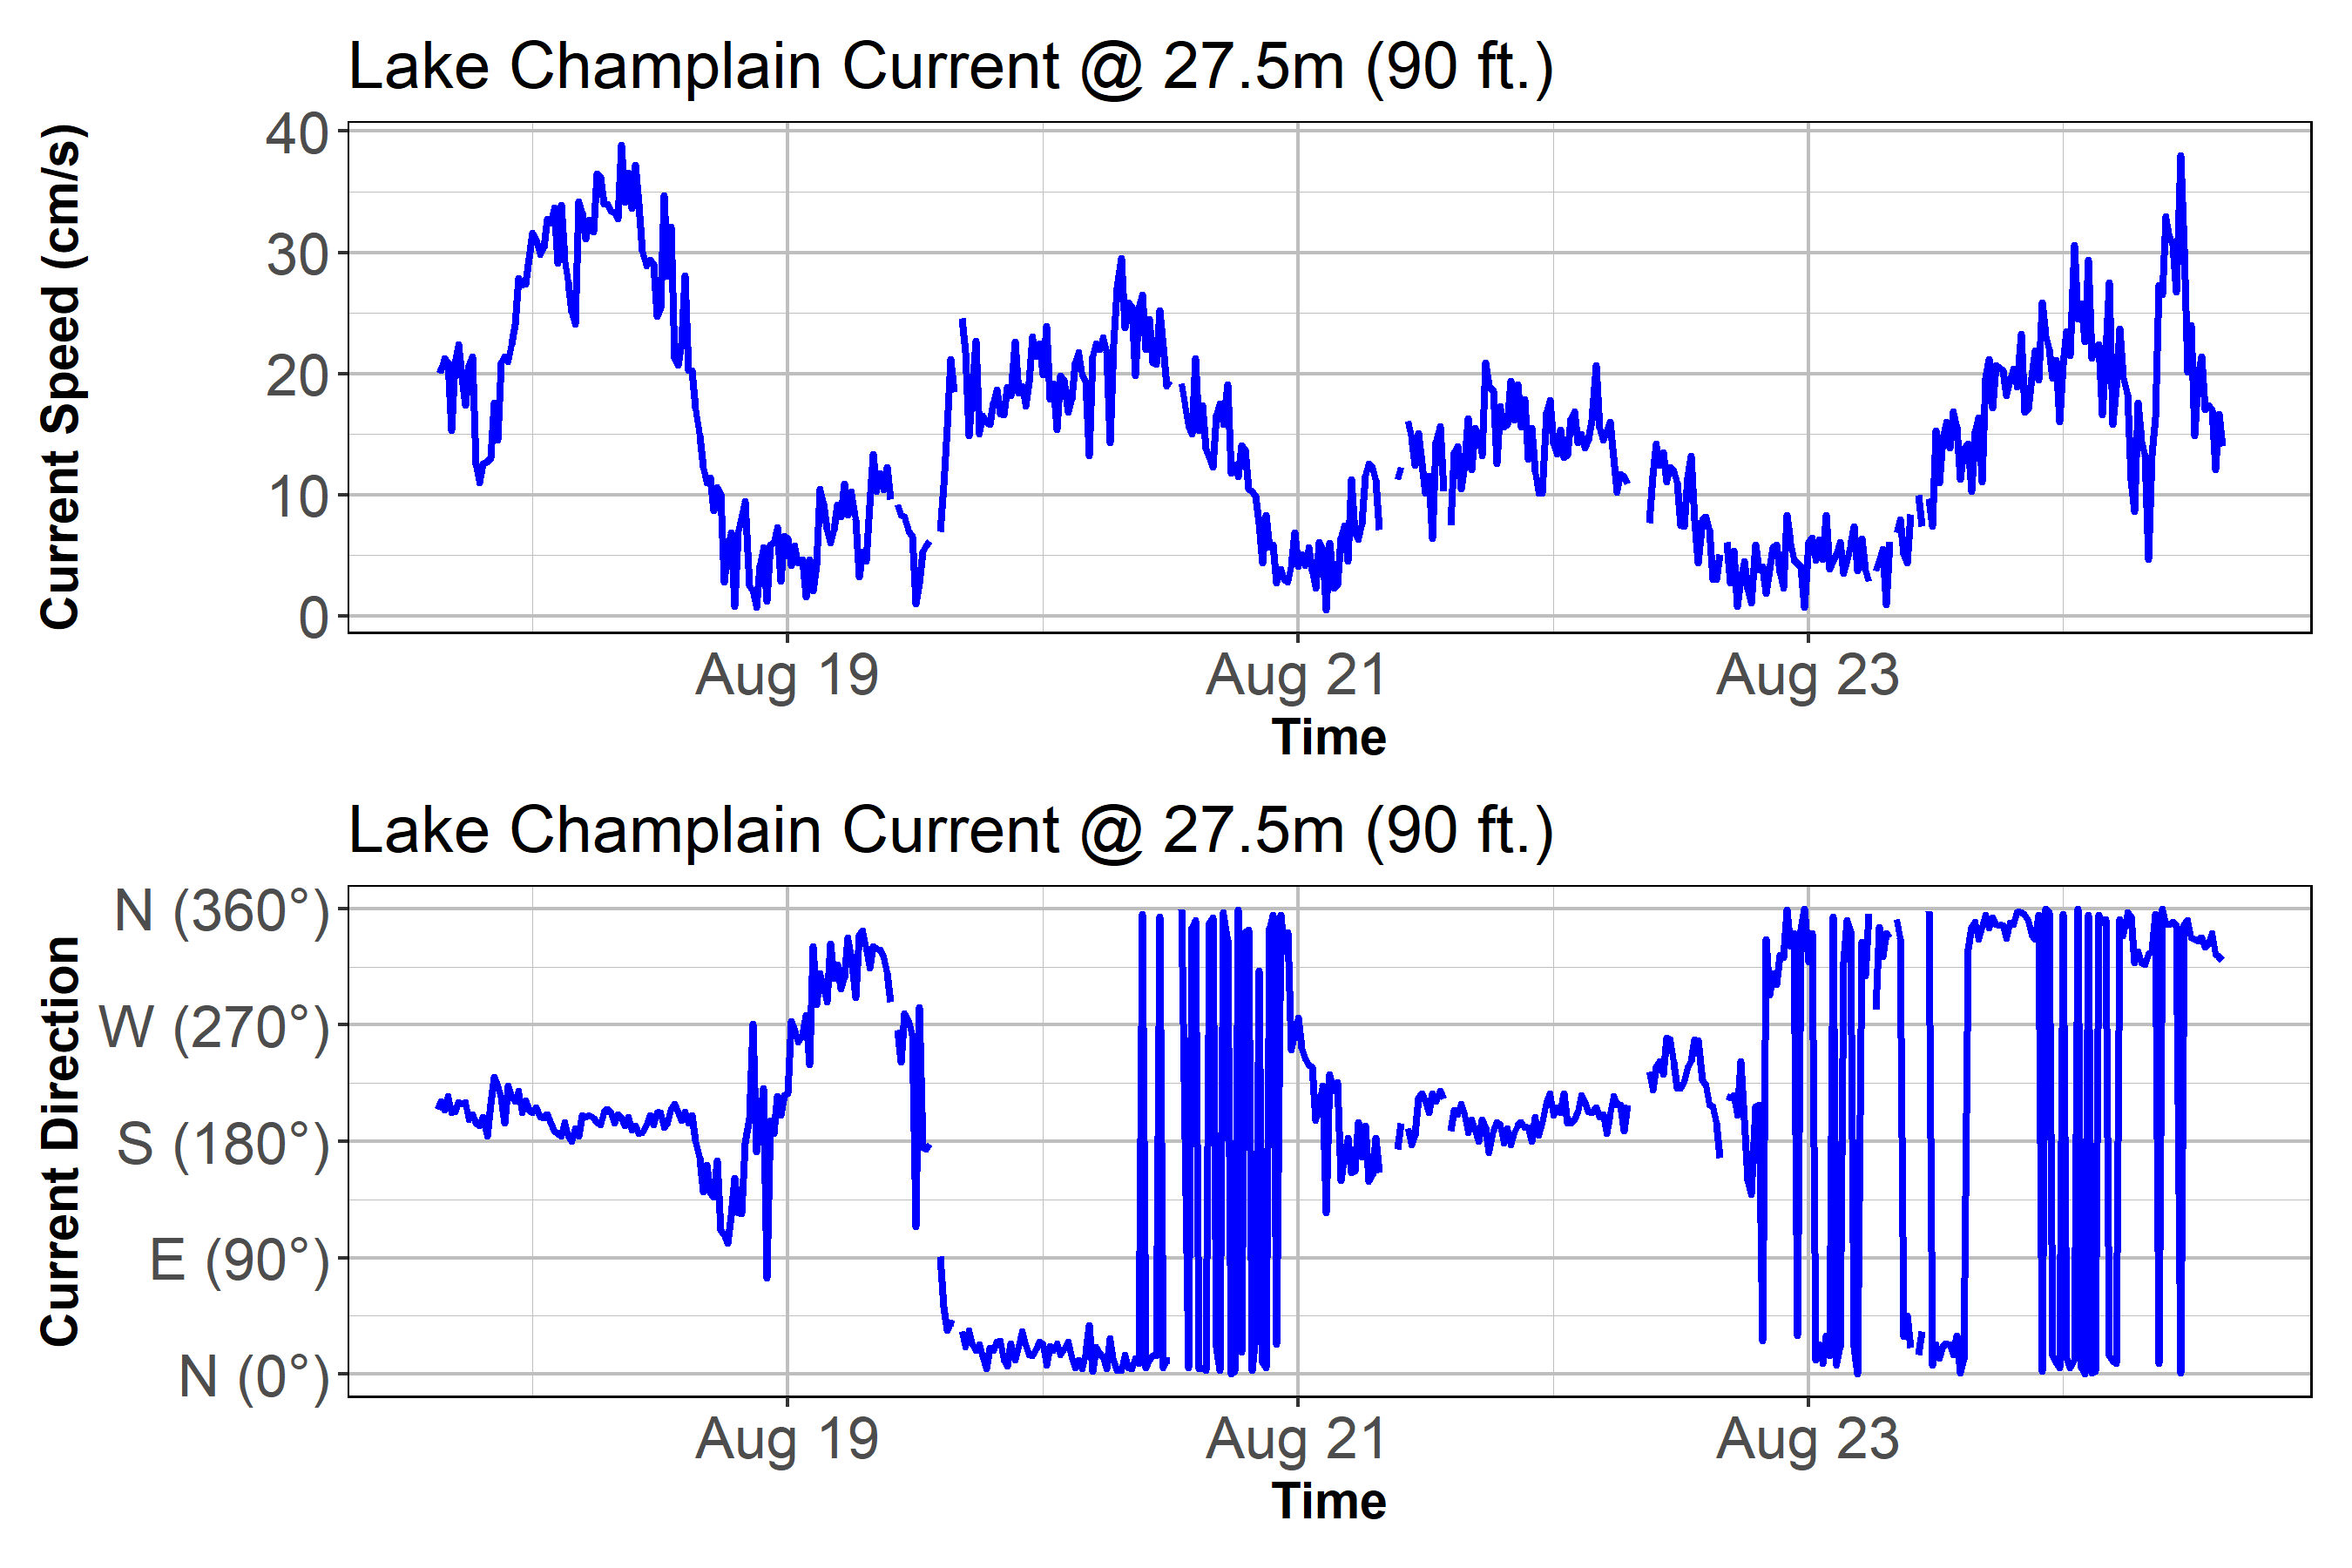 Lake Champlain Current @ 27.5m (90 ft.)
Current Speed (cm/s)
40
30
20
10
0
Aug 19 Aug 21 Aug 23
Time
Lake Champlain Current @ 27.5m (90 ft.)
Current Direction
N (360°)
W (270°)
S (180°)
E (90°)
N (0°)
Aug 19 Aug 21 Aug 23
Time